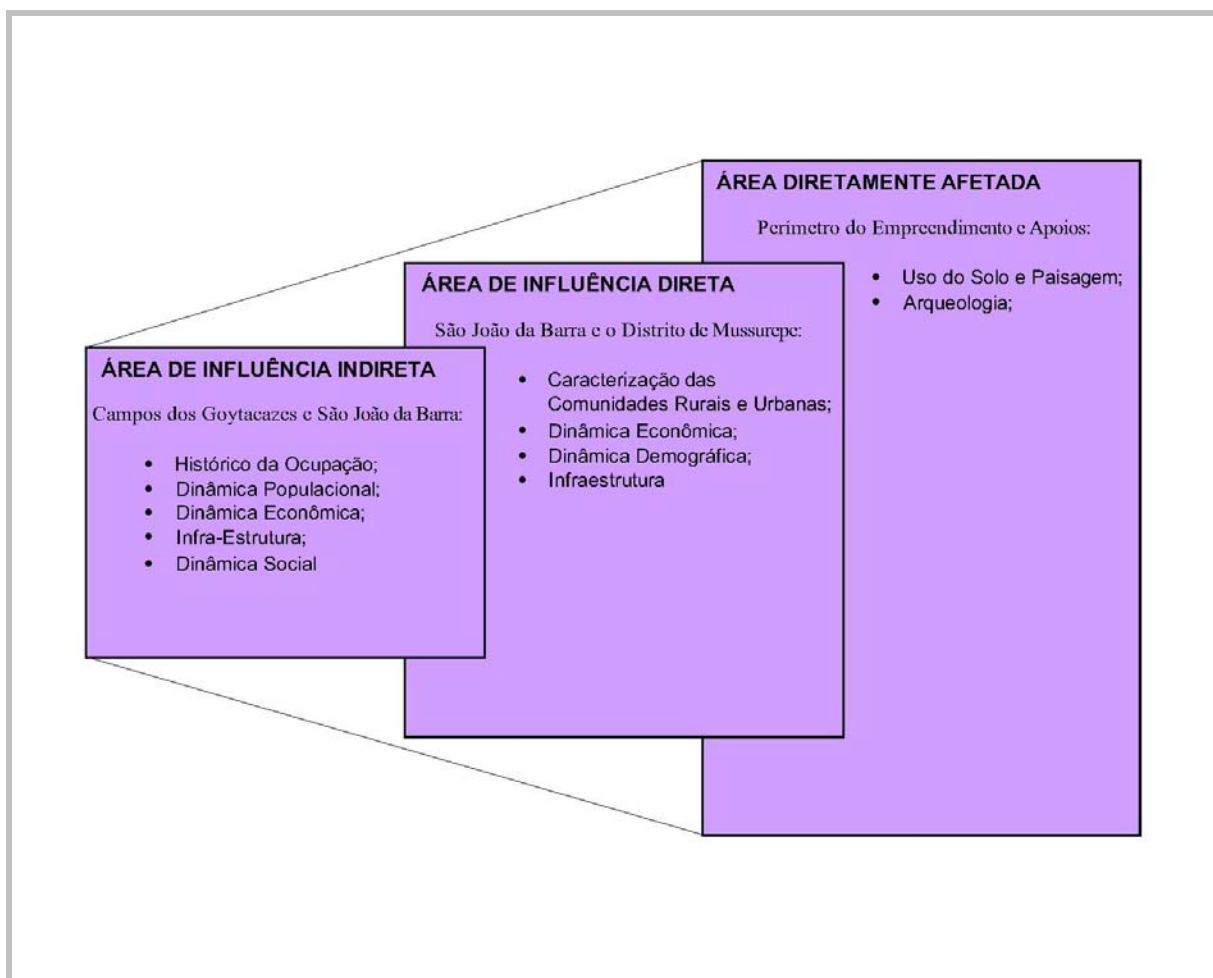 ÁREA DIRETAMENTE AFETADA
Perímetro do Empreendimento e Apoios:
• Uso do Solo e Paisagem;
• Arqueologia;
ÁREA DE INFLUÊNCIA DIRETA
São João da Barra e o Distrito de Mussurepe:
• Caracterização das
Comunidades Rurais e Urbanas;
• Dinâmica Econômica;
• Dinâmica Demográfica;
• Infraestrutura
ÁREA DE INFLUÊNCIA INDIRETA
Campos dos Goytacazes e São João da Barra:
• Histórico da Ocupação;
• Dinâmica Populacional;
• Dinâmica Econômica;
• Infra-Estrutura;
• Dinâmica Social